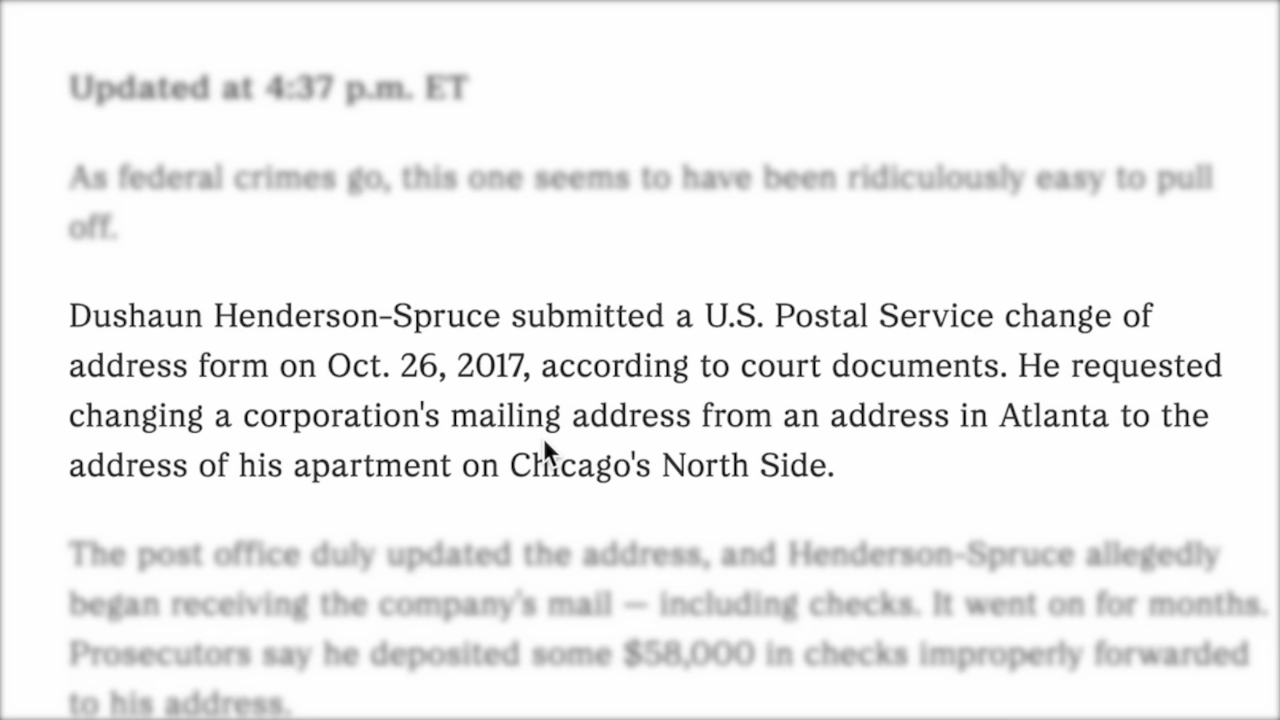 Updated at 4:37 p.m. ET
As federal crimes go, this one seems to have been ridiculously easy to pull
off.
Dushaun Henderson-Spruce submitted a U.S. Postal Service change of
address form on Oct. 26, 2017, according to court documents. He requested
changing a corporation's mailing address from an address in Atlanta to the
address of his apartment on Chicago's North Side.
The post office duly updated the address, and Henderson-Spruce allegedly
began receiving the company's mail — including checks. It went on for months.
Prosecutors say he deposited some $58,000 in checks improperly forwarded
to his address.